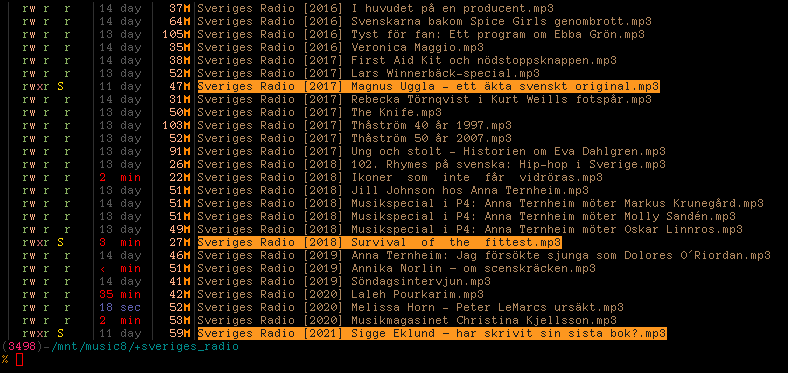 rw r r 14 day 37M Sveriges Radio [2016] I huvudet på en producent.mp3
rw r r 14 day 64M Sveriges Radio [2016] Svenskarna bakom Spice Girls genombrott.mp3
rw r r 13 day 105M Sveriges Radio [2016] Tyst för fan: Ett program om Ebba Grön.mp3
rw r r 14 day 35M Sveriges Radio [2016] Veronica Maggio.mp3
rw r r 14 day 38M Sveriges Radio [2017] First Aid Kit och nödstoppsknappen.mp3
rw r r 13 day 52M Sveriges Radio [2017] Lars Winnerbäck-special.mp3
rwxr S 11 day 47M Sveriges Radio [2017] Magnus Uggla - ett äkta svenskt original.mp3
rw r r 14 day 31M Sveriges Radio [2017] Rebecka Törnqvist i Kurt Weills fotspår.mp3
rw r r 13 day 50M Sveriges Radio [2017] The Knife.mp3
rw r r 13 day 103M Sveriges Radio [2017] Thåström 40 år 1997.mp3
rw r r 13 day 52M Sveriges Radio [2017] Thåström 50 år 2007.mp3
rw r r 13 day 91M Sveriges Radio [2017] Ung och stolt - Historien om Eva Dahlgren.mp3
rw r r 13 day 26M Sveriges Radio [2018] 102. Rhymes på svenska: Hip-hop i Sverige.mp3
rw r r 2 min 22M Sveriges Radio [2018] Ikoner som inte får vidröras.mp3
rw r r 13 day 51M Sveriges Radio [2018] Jill Johnson hos Anna Ternheim.mp3
rw r r 14 day 51M Sveriges Radio [2018] Musikspecial i P4: Anna Ternheim möter Markus Krunegård.mp3
rw r r 13 day 51M Sveriges Radio [2018] Musikspecial i P4: Anna Ternheim möter Molly Sandén.mp3
rw r r 13 day 49M Sveriges Radio [2018] Musikspecial i P4: Anna Ternheim möter Oskar Linnros.mp3
rwxr S 3 min 27M Sveriges Radio [2018] Survival of the fittest.mp3
rw r r 14 day 46M Sveriges Radio [2019] Anna Ternheim: Jag försökte sjunga som Dolores O´Riordan.mp3
rw r r ‹ min 51M Sveriges Radio [2019] Annika Norlin - om scenskräcken.mp3
rw r r 14 day 41M Sveriges Radio [2019] Söndagsintervjun.mp3
rw r r 35 min 42M Sveriges Radio [2020] Laleh Pourkarim.mp3
rw r r 18 sec 52M Sveriges Radio [2020] Melissa Horn - Peter LeMarcs ursäkt.mp3
rw r r 2 min 53M Sveriges Radio [2020] Musikmagasinet Christina Kjellsson.mp3
rwxr S 11 day 59M Sveriges Radio [2021] Sigge Eklund - har skrivit sin sista bok?.mp3
(3498)-/mnt/music8/+sveriges_radio
%